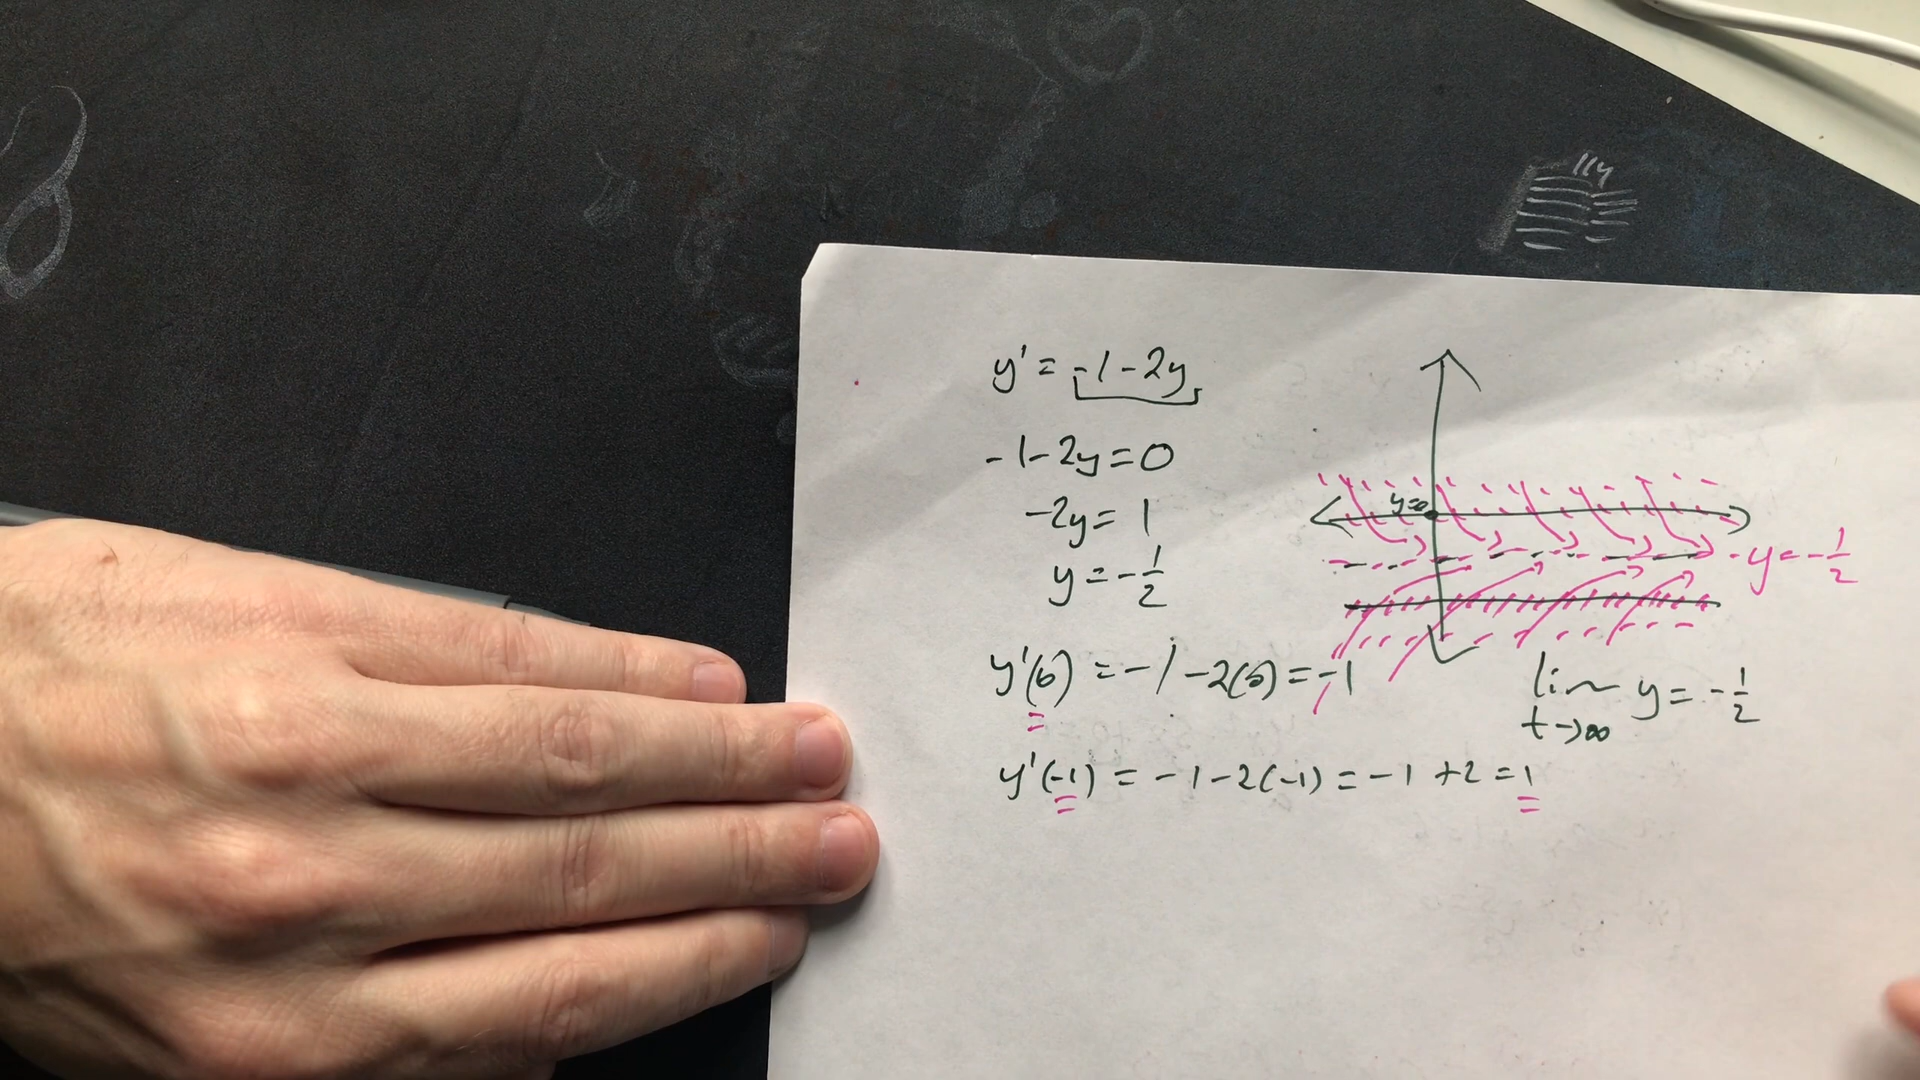 y' = -1-2y
-1-2y=0
-2y=1
y=-1/2
y'(0) = -1-2(0)=-1
y'(-1) = -1-2(-1)=-1+2=1
y=0
y=-1/2
lim y=-1/2
t→∞